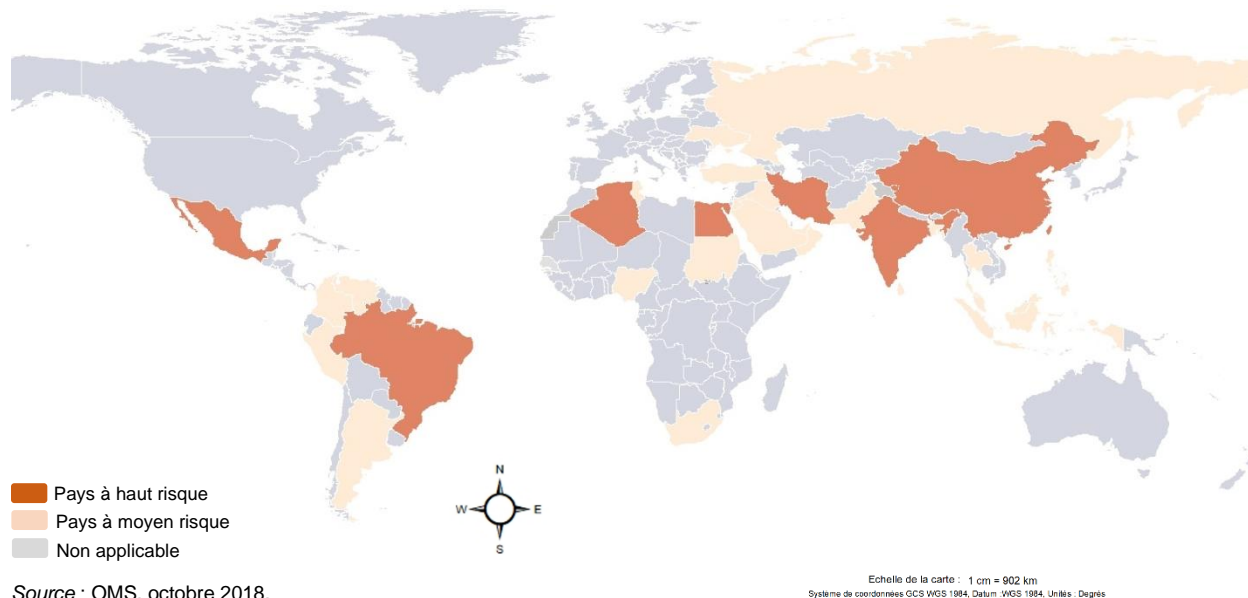 N
W E
S
Pays à haut risque
Pays à moyen risque
Non applicable
Source : OMS, octobre 2018.
Echelle de la carte : 1 cm = 902 km
Système de coordonnées GCS WGS 1984, Datum :WGS 1984, Unités : Degrés